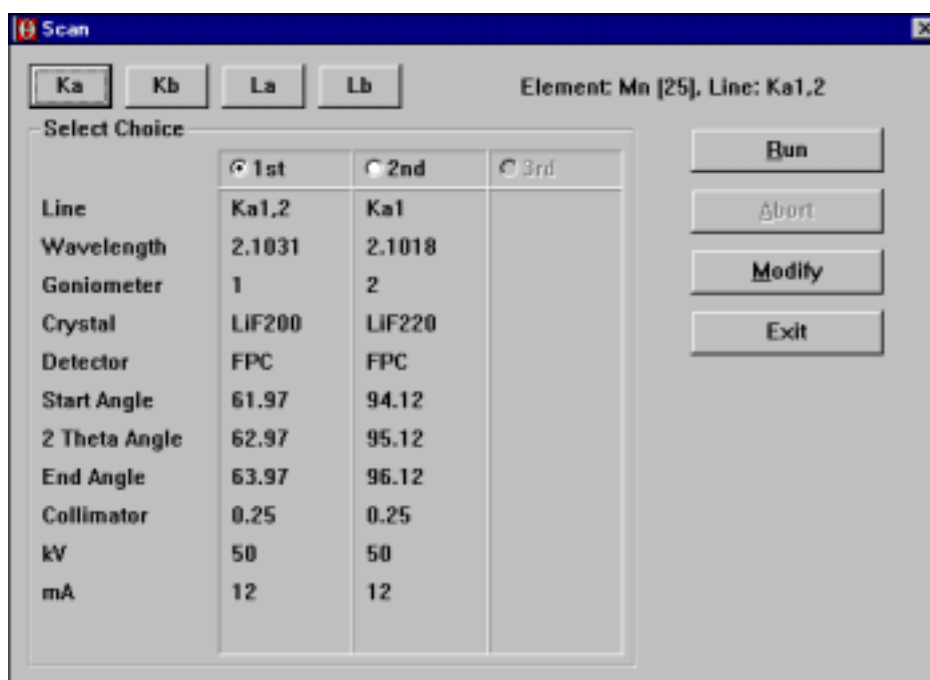 Scan
Ka Kb La Lb Element: Mn [25], Line: Ka1,2
Select Choice
1st 2nd 3rd
Line Ka1,2 Ka1
Wavelength 2.1031 2.1018
Goniometer 1 2
Crystal LiF200 LiF220
Detector FPC FPC
Start Angle 61.97 94.12
2 Theta Angle 62.97 95.12
End Angle 63.97 96.12
Collimator 0.25 0.25
kV 50 50
mA 12 12
Run
Abort
Modify
Exit